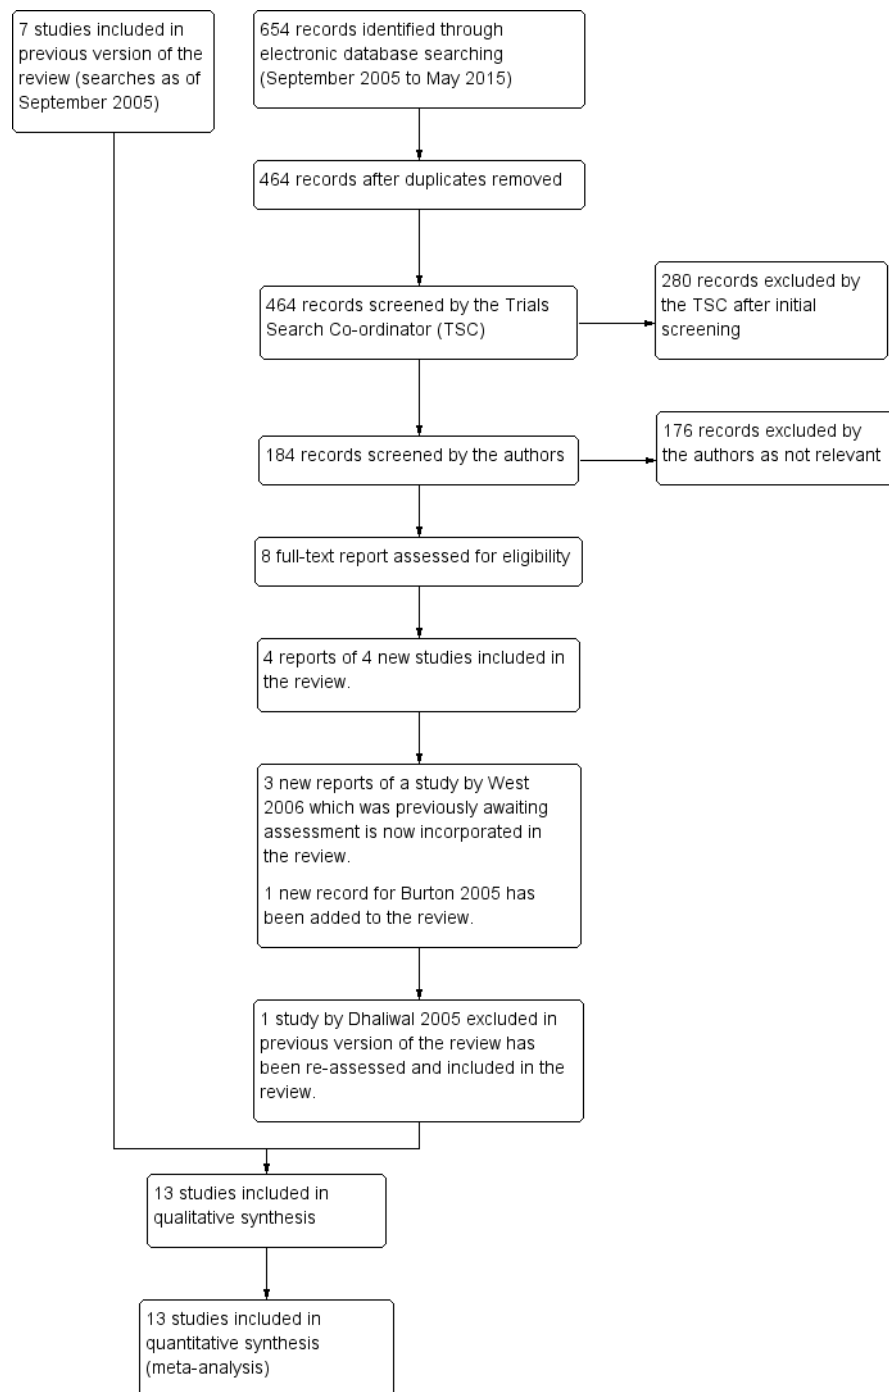 7 studies included in
previous version of the
review (searches as of
September 2005)
654 records identified through
electronic database searching
(September 2005 to May 2015)
464 records after duplicates removed
464 records screened by the Trials
Search Co-ordinator (TSC)
280 records excluded by
the TSC after initial
screening
184 records screened by the authors
176 records excluded by
the authors as not relevant
8 full-text report assessed for eligibility
4 reports of 4 new studies included in
the review.
3 new reports of a study by West
2006 which was previously awaiting
assessment is now incorporated in
the review.
1 new record for Burton 2005 has
been added to the review.
1 study by Dhaliwal 2005 excluded in
previous version of the review has
been re-assessed and included in the
review.
13 studies included in
qualitative synthesis
13 studies included in
quantitative synthesis
(meta-analysis)